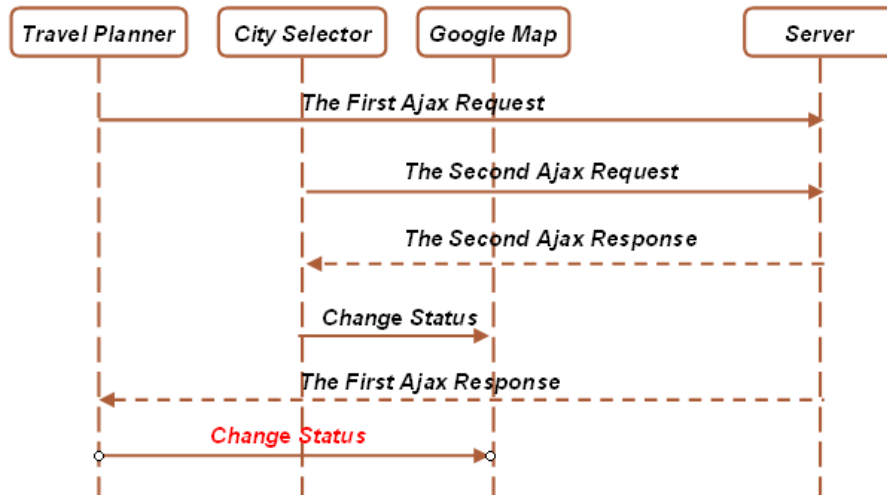 Travel Planner
City Selector
Google Map
Server
The First Ajax Request
The Second Ajax Request
The Second Ajax Response
Change Status
The First Ajax Response
Change Status